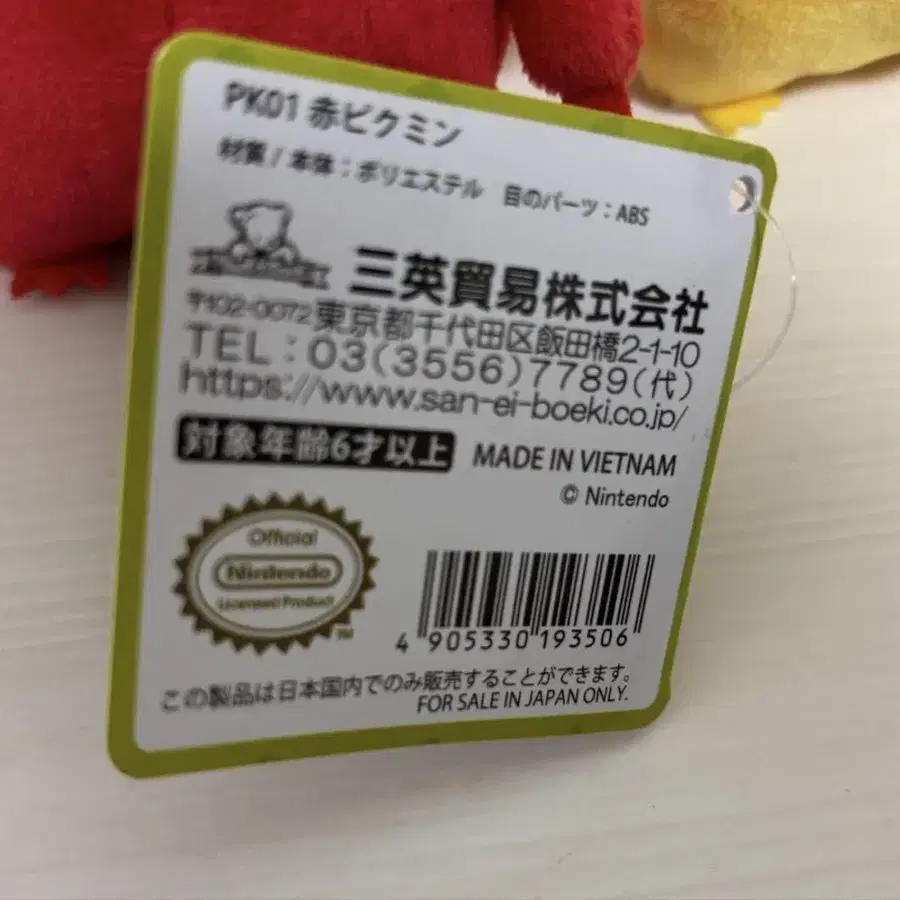 PK01 赤ピクミン
材質/本体:ポリエステル 目のパーツ:ABS
三英貿易株式会社
〒102-0072 東京都千代田区飯田橋2-1-10
TEL:03(3556)7789(代)
https://www.san-ei-boeki.co.jp/
対象年齢6才以上 MADE IN VIETNAM
© Nintendo
Official
Nintendo
Licensed Product
TM
4 905330 193506
この製品は日本国内でのみ販売することができます。
FOR SALE IN JAPAN ONLY.